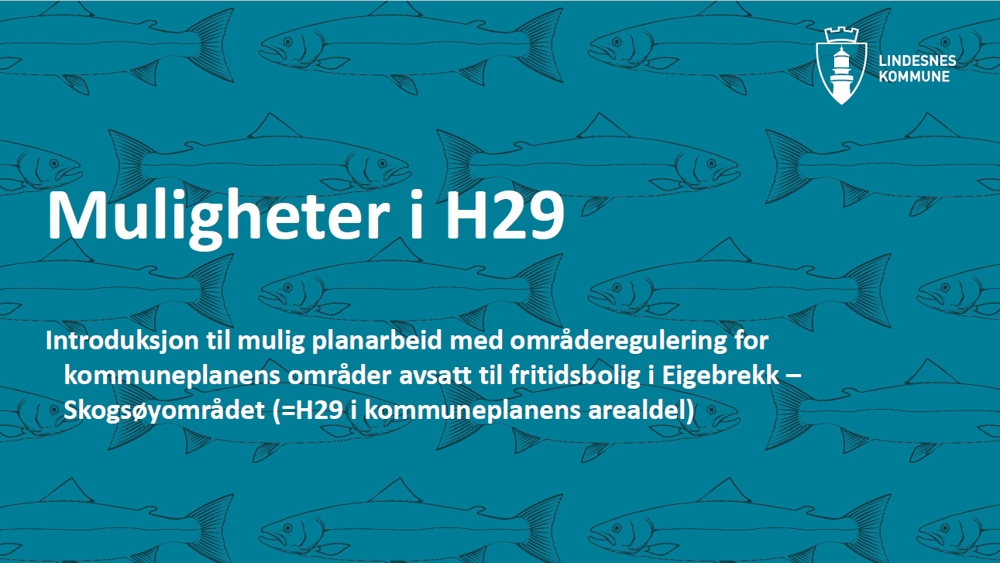 LINDESNES
KOMMUNE
Muligheter i H29
Introduksjon til mulig planarbeid med områderegulering for
kommuneplanens områder avsatt til fritidsbolig i Eigebrekk –
Skogsøyområdet (=H29 i kommuneplanens arealdel)